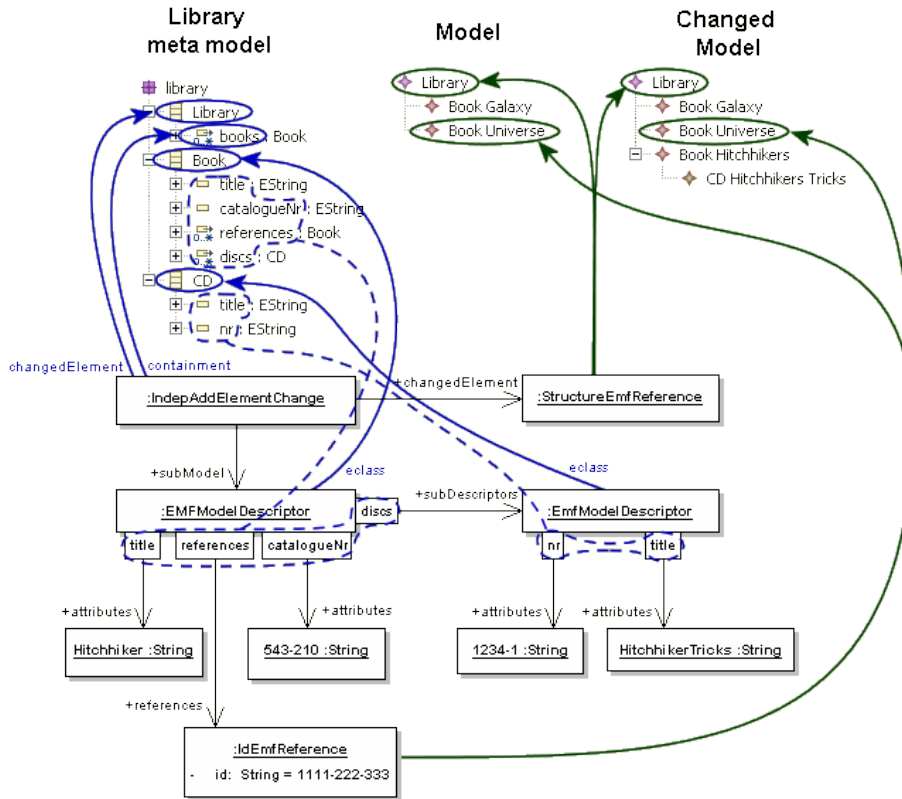 Library
meta model
Model
Changed
Model
library
Library
books : Book
0..*
Book
title : EString
catalogueNr : EString
references : Book
0..*
discs : CD
0..*
CD
title : EString
nr : EString
Library
Book Galaxy
Book Universe
Library
Book Galaxy
Book Universe
Book Hitchhikers
CD Hitchhikers Tricks
changedElement
containment
+changedElement
:IndepAddElementChange
:StructureEmfReference
+subModel
eclass
+subDescriptors
eclass
:EMFModelDescriptor
discs
:EmfModelDescriptor
title
references
catalogueNr
nr
title
+attributes
+attributes
+attributes
+attributes
Hitchhiker :String
543-210 :String
1234-1 :String
HitchhikerTricks :String
+references
:IdEmfReference
- id: String = 1111-222-333